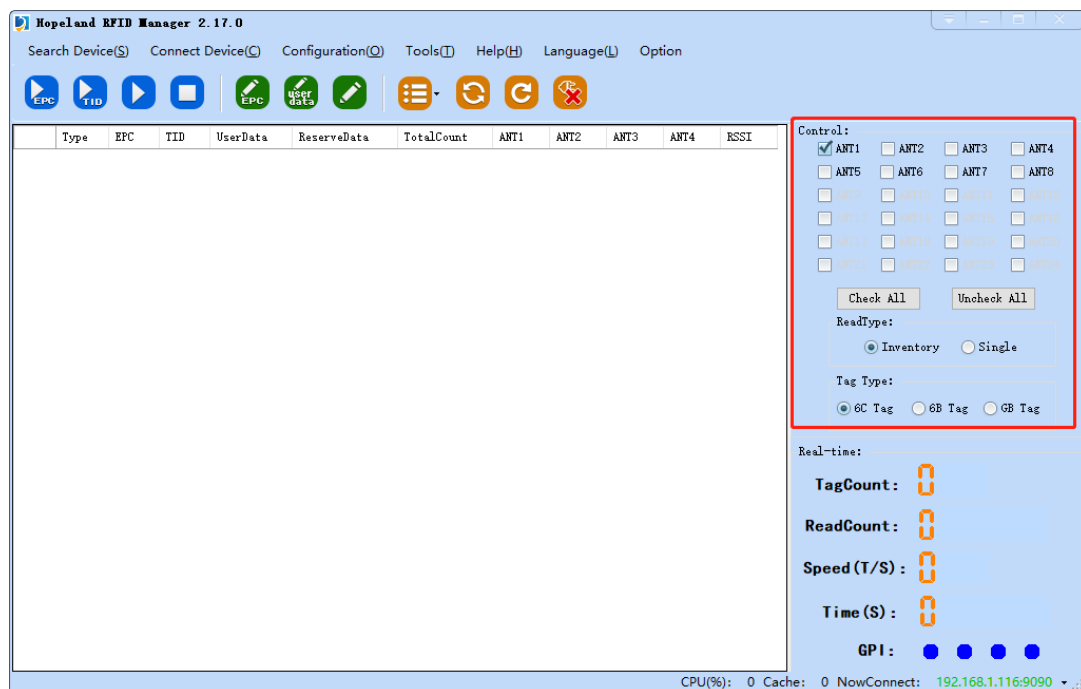 Hopeland RFID Manager 2.17.0
Search Device(S) Connect Device(C) Configuration(O) Tools(T) Help(H) Language(L) Option
EPC TID EPC user data
Type EPC TID UserData ReserveData TotalCount ANT1 ANT2 ANT3 ANT4 RSSI
Control:
ANT1 ANT2 ANT3 ANT4
ANT5 ANT6 ANT7 ANT8
Check All Uncheck All
ReadType:
Inventory Single
Tag Type:
6C Tag 6B Tag GB Tag
Real-time:
TagCount: 0
ReadCount: 0
Speed(T/S): 0
Time(S): 0
GPI:
CPU(%): 0 Cache: 0 NowConnect: 192.168.1.116:9090